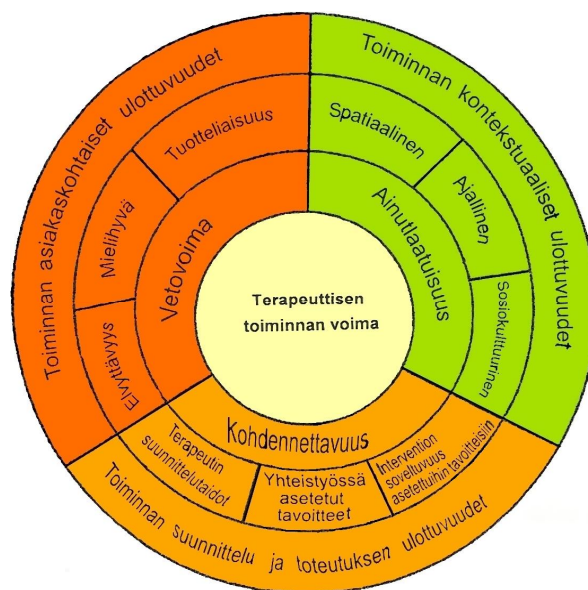 Toiminnan asiakaskohtaiset ulottuvuudet
Tuotteliaisuus
Mielihyvä
Elvyttävyys
Vetovoima
Toiminnan kontekstuaaliset ulottuvuudet
Spatiaalinen
Ajallinen
Sosiokulttuurinen
Ainutlaatuisuus
Terapeuttisen
toiminnan voima
Kohdennettavuus
Terapeutin
suunnittelutaidot
Yhteistyössä
asetetut
tavoitteet
Intervention
soveltuvuus
asetettuihin tavoitteisiin
Toiminnan suunnittelu ja toteutuksen ulottuvuudet